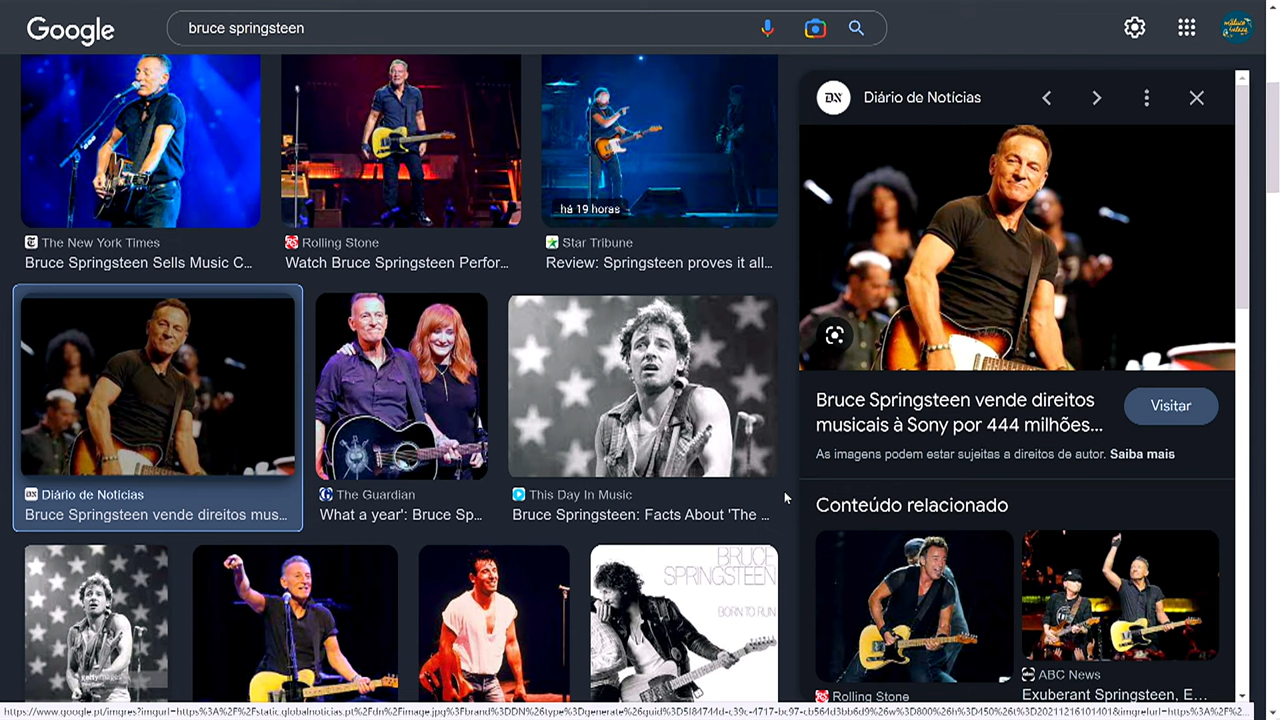 Google
bruce springsteen
há 19 horas
The New York Times
Bruce Springsteen Sells Music C...
Rolling Stone
Watch Bruce Springsteen Perfor...
Star Tribune
Review: Springsteen proves it all...
DN Diário de Notícias
Bruce Springsteen vende direitos mus...
The Guardian
What a year': Bruce Sp...
This Day In Music
Bruce Springsteen: Facts About 'The ...
gettyimages
BRUCE
SPRINGSTEEN
BORN TO RUN
DN
Diário de Notícias
Bruce Springsteen vende direitos
musicais à Sony por 444 milhões...
Visitar
As imagens podem estar sujeitas a direitos de autor. Saiba mais
Conteúdo relacionado
Rolling Stone
ABC News
Exuberant Springsteen, E...